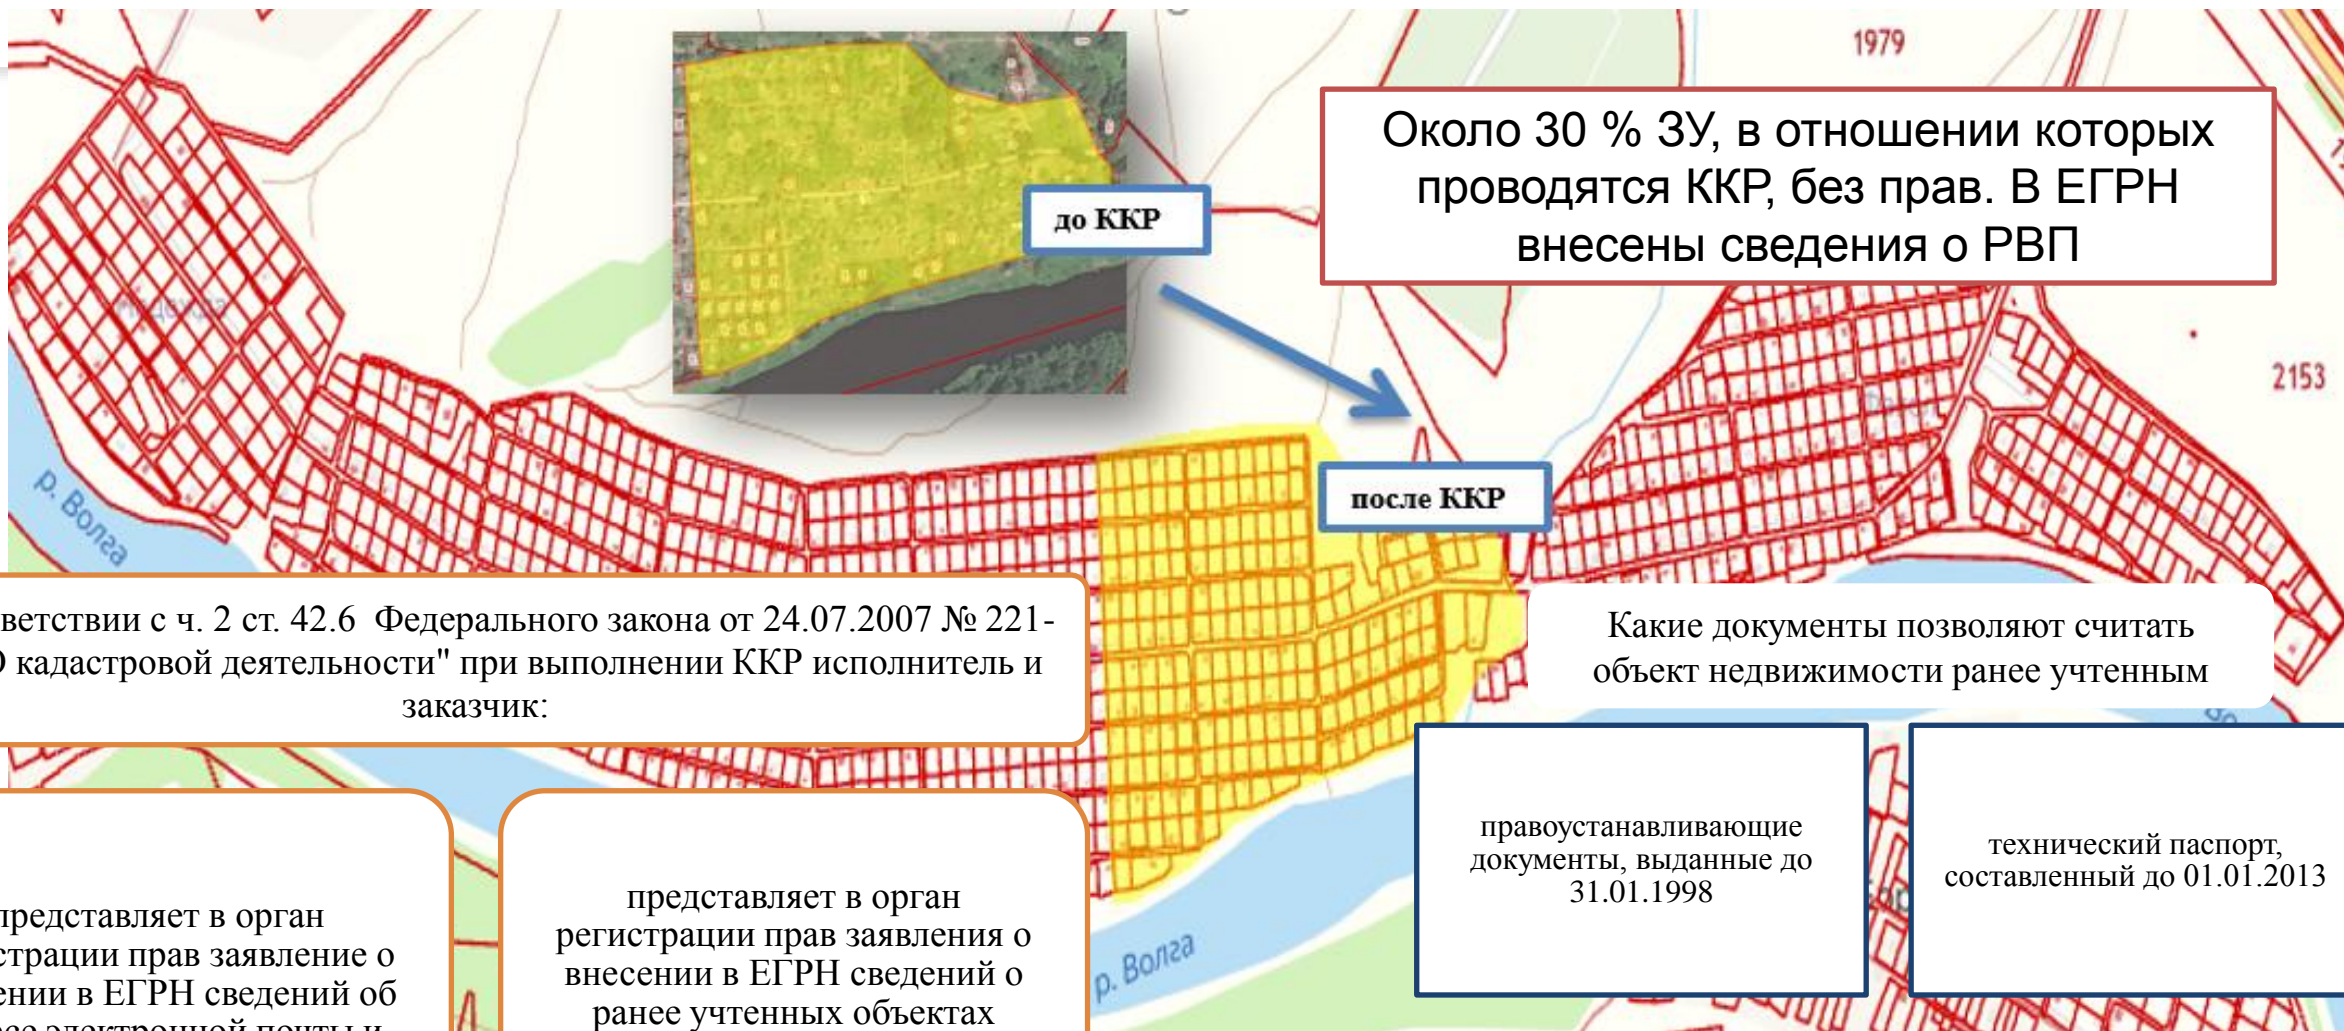 1979
Около 30 % ЗУ, в отношении которых
проводятся ККР, без прав. В ЕГРН
внесены сведения о РВП
до ККР
2153
после ККР
р. Волга
ветствии с ч. 2 ст. 42.6 Федерального закона от 24.07.2007 № 221-
О кадастровой деятельности" при выполнении ККР исполнитель и
заказчик:
Какие документы позволяют считать
объект недвижимости ранее учтенным
правоустанавливающие
документы, выданные до
31.01.1998
технический паспорт,
составленный до 01.01.2013
представляет в орган
страции прав заявление о
ении в ЕГРН сведений об
есе электронной почты и
представляет в орган
регистрации прав заявления о
внесении в ЕГРН сведений о
ранее учтенных объектах
р. Волга